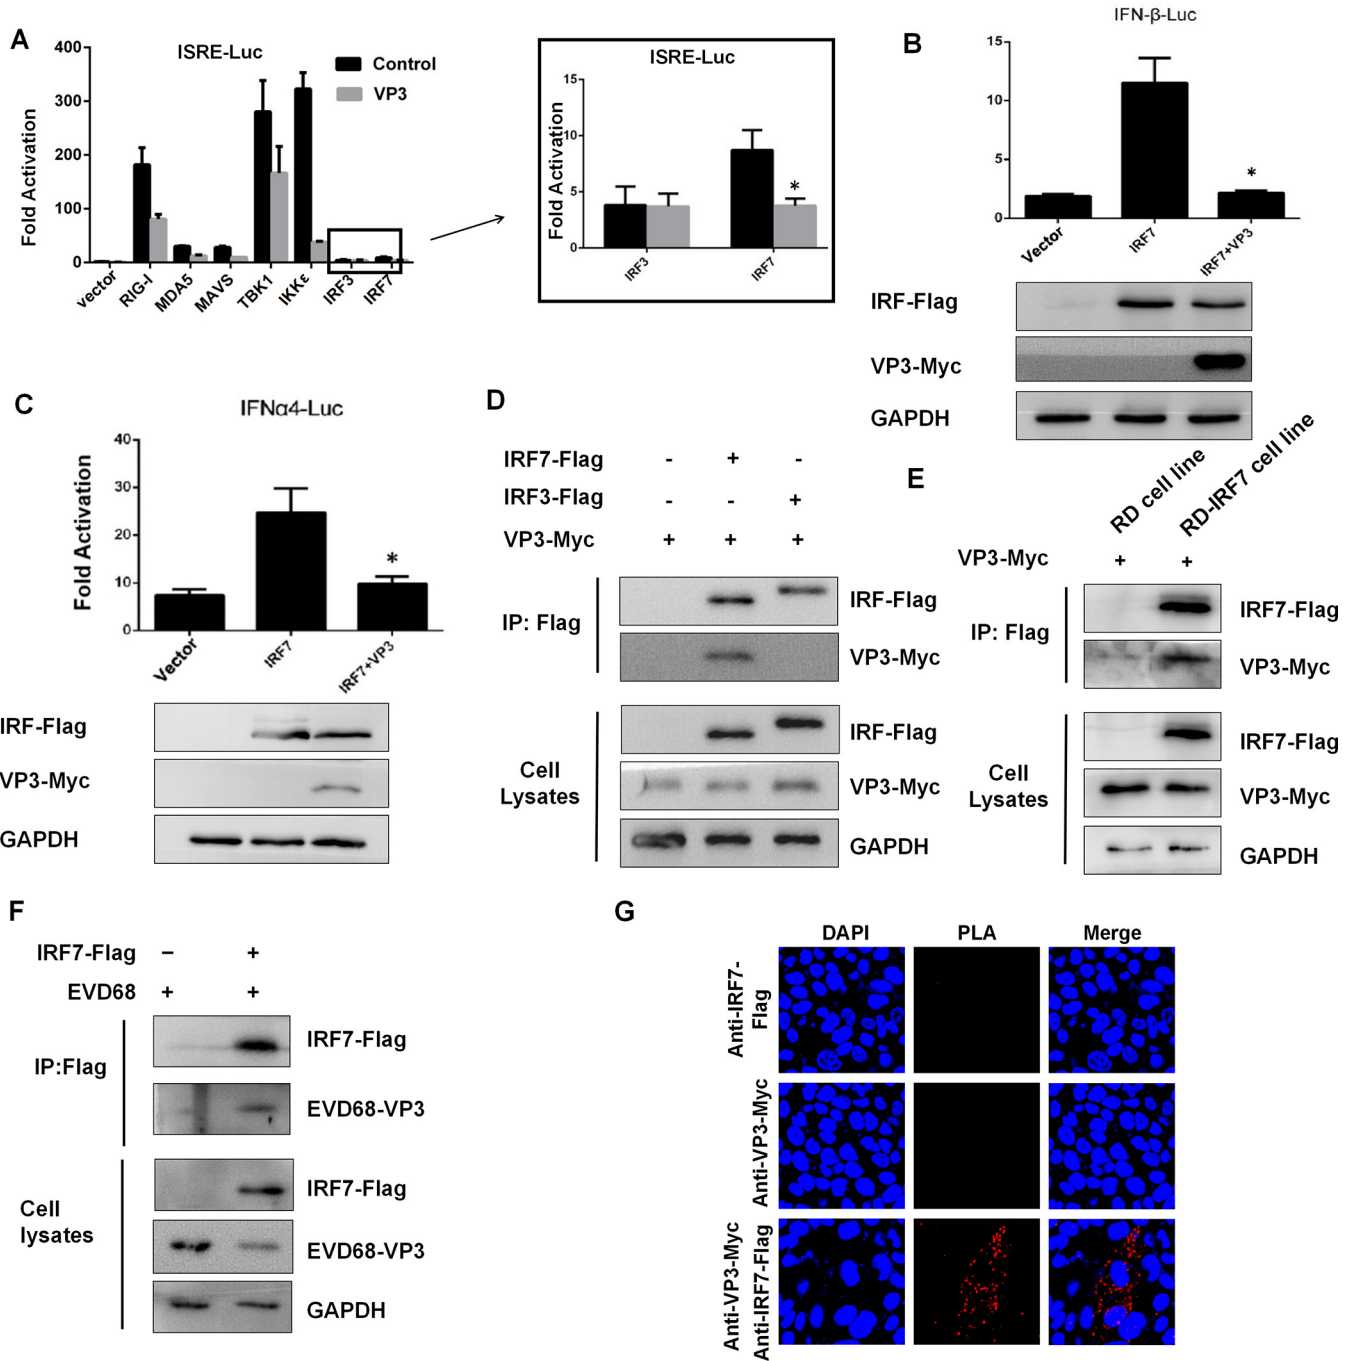 A
ISRE-Luc
Fold Activation
400
300
200
100
0
Control
VP3
vector
RIG-I
MDA5
MAVS
TBK1
IKKε
IRF3
IRF7
ISRE-Luc
Fold Activation
15
10
5
0
*
IRF3
IRF7
B
IFN-β-Luc
15
10
5
0
*
Vector
IRF7
IRF7+VP3
IRF-Flag
VP3-Myc
GAPDH
C
IFNα4-Luc
Fold Activation
40
30
20
10
0
*
Vector
IRF7
IRF7+VP3
IRF-Flag
VP3-Myc
GAPDH
D
IRF7-Flag - + -
IRF3-Flag - - +
VP3-Myc + + +
IP: Flag
IRF-Flag
VP3-Myc
Cell
Lysates
IRF-Flag
VP3-Myc
GAPDH
E
RD cell line
RD-IRF7 cell line
VP3-Myc + +
IP: Flag
IRF7-Flag
VP3-Myc
Cell
Lysates
IRF7-Flag
VP3-Myc
GAPDH
F
IRF7-Flag − +
EVD68 + +
IP:Flag
IRF7-Flag
EVD68-VP3
Cell
lysates
IRF7-Flag
EVD68-VP3
GAPDH
G
DAPI PLA Merge
Anti-IRF7-
Flag
Anti-VP3-Myc
Anti-VP3-Myc
Anti-IRF7-Flag